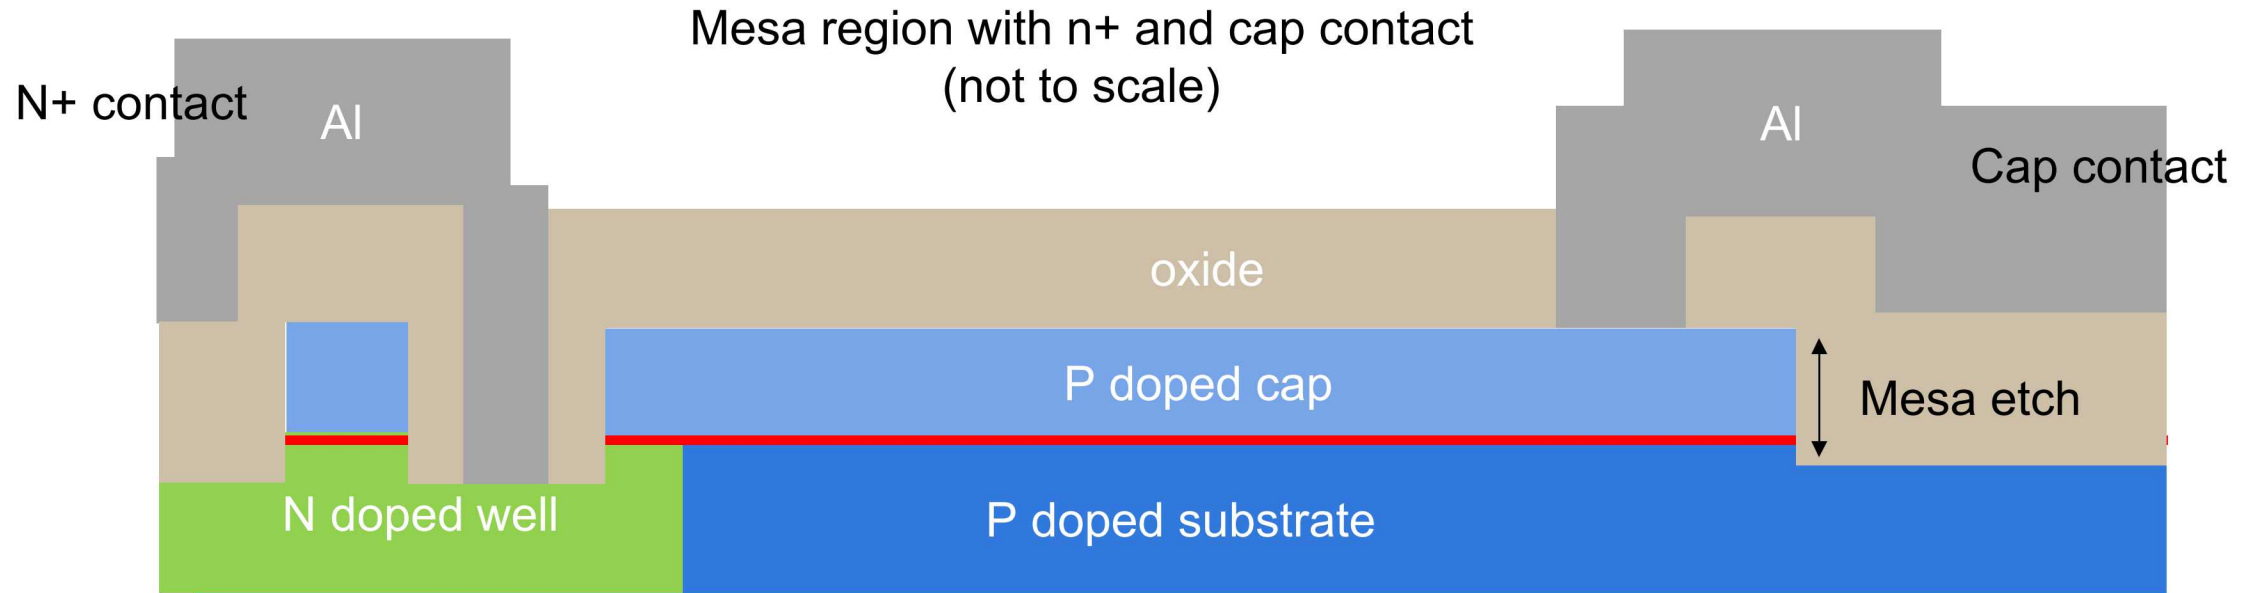 Mesa region with n+ and cap contact
(not to scale)
N+ contact
Al
Al
Cap contact
oxide
P doped cap
Mesa etch
N doped well
P doped substrate